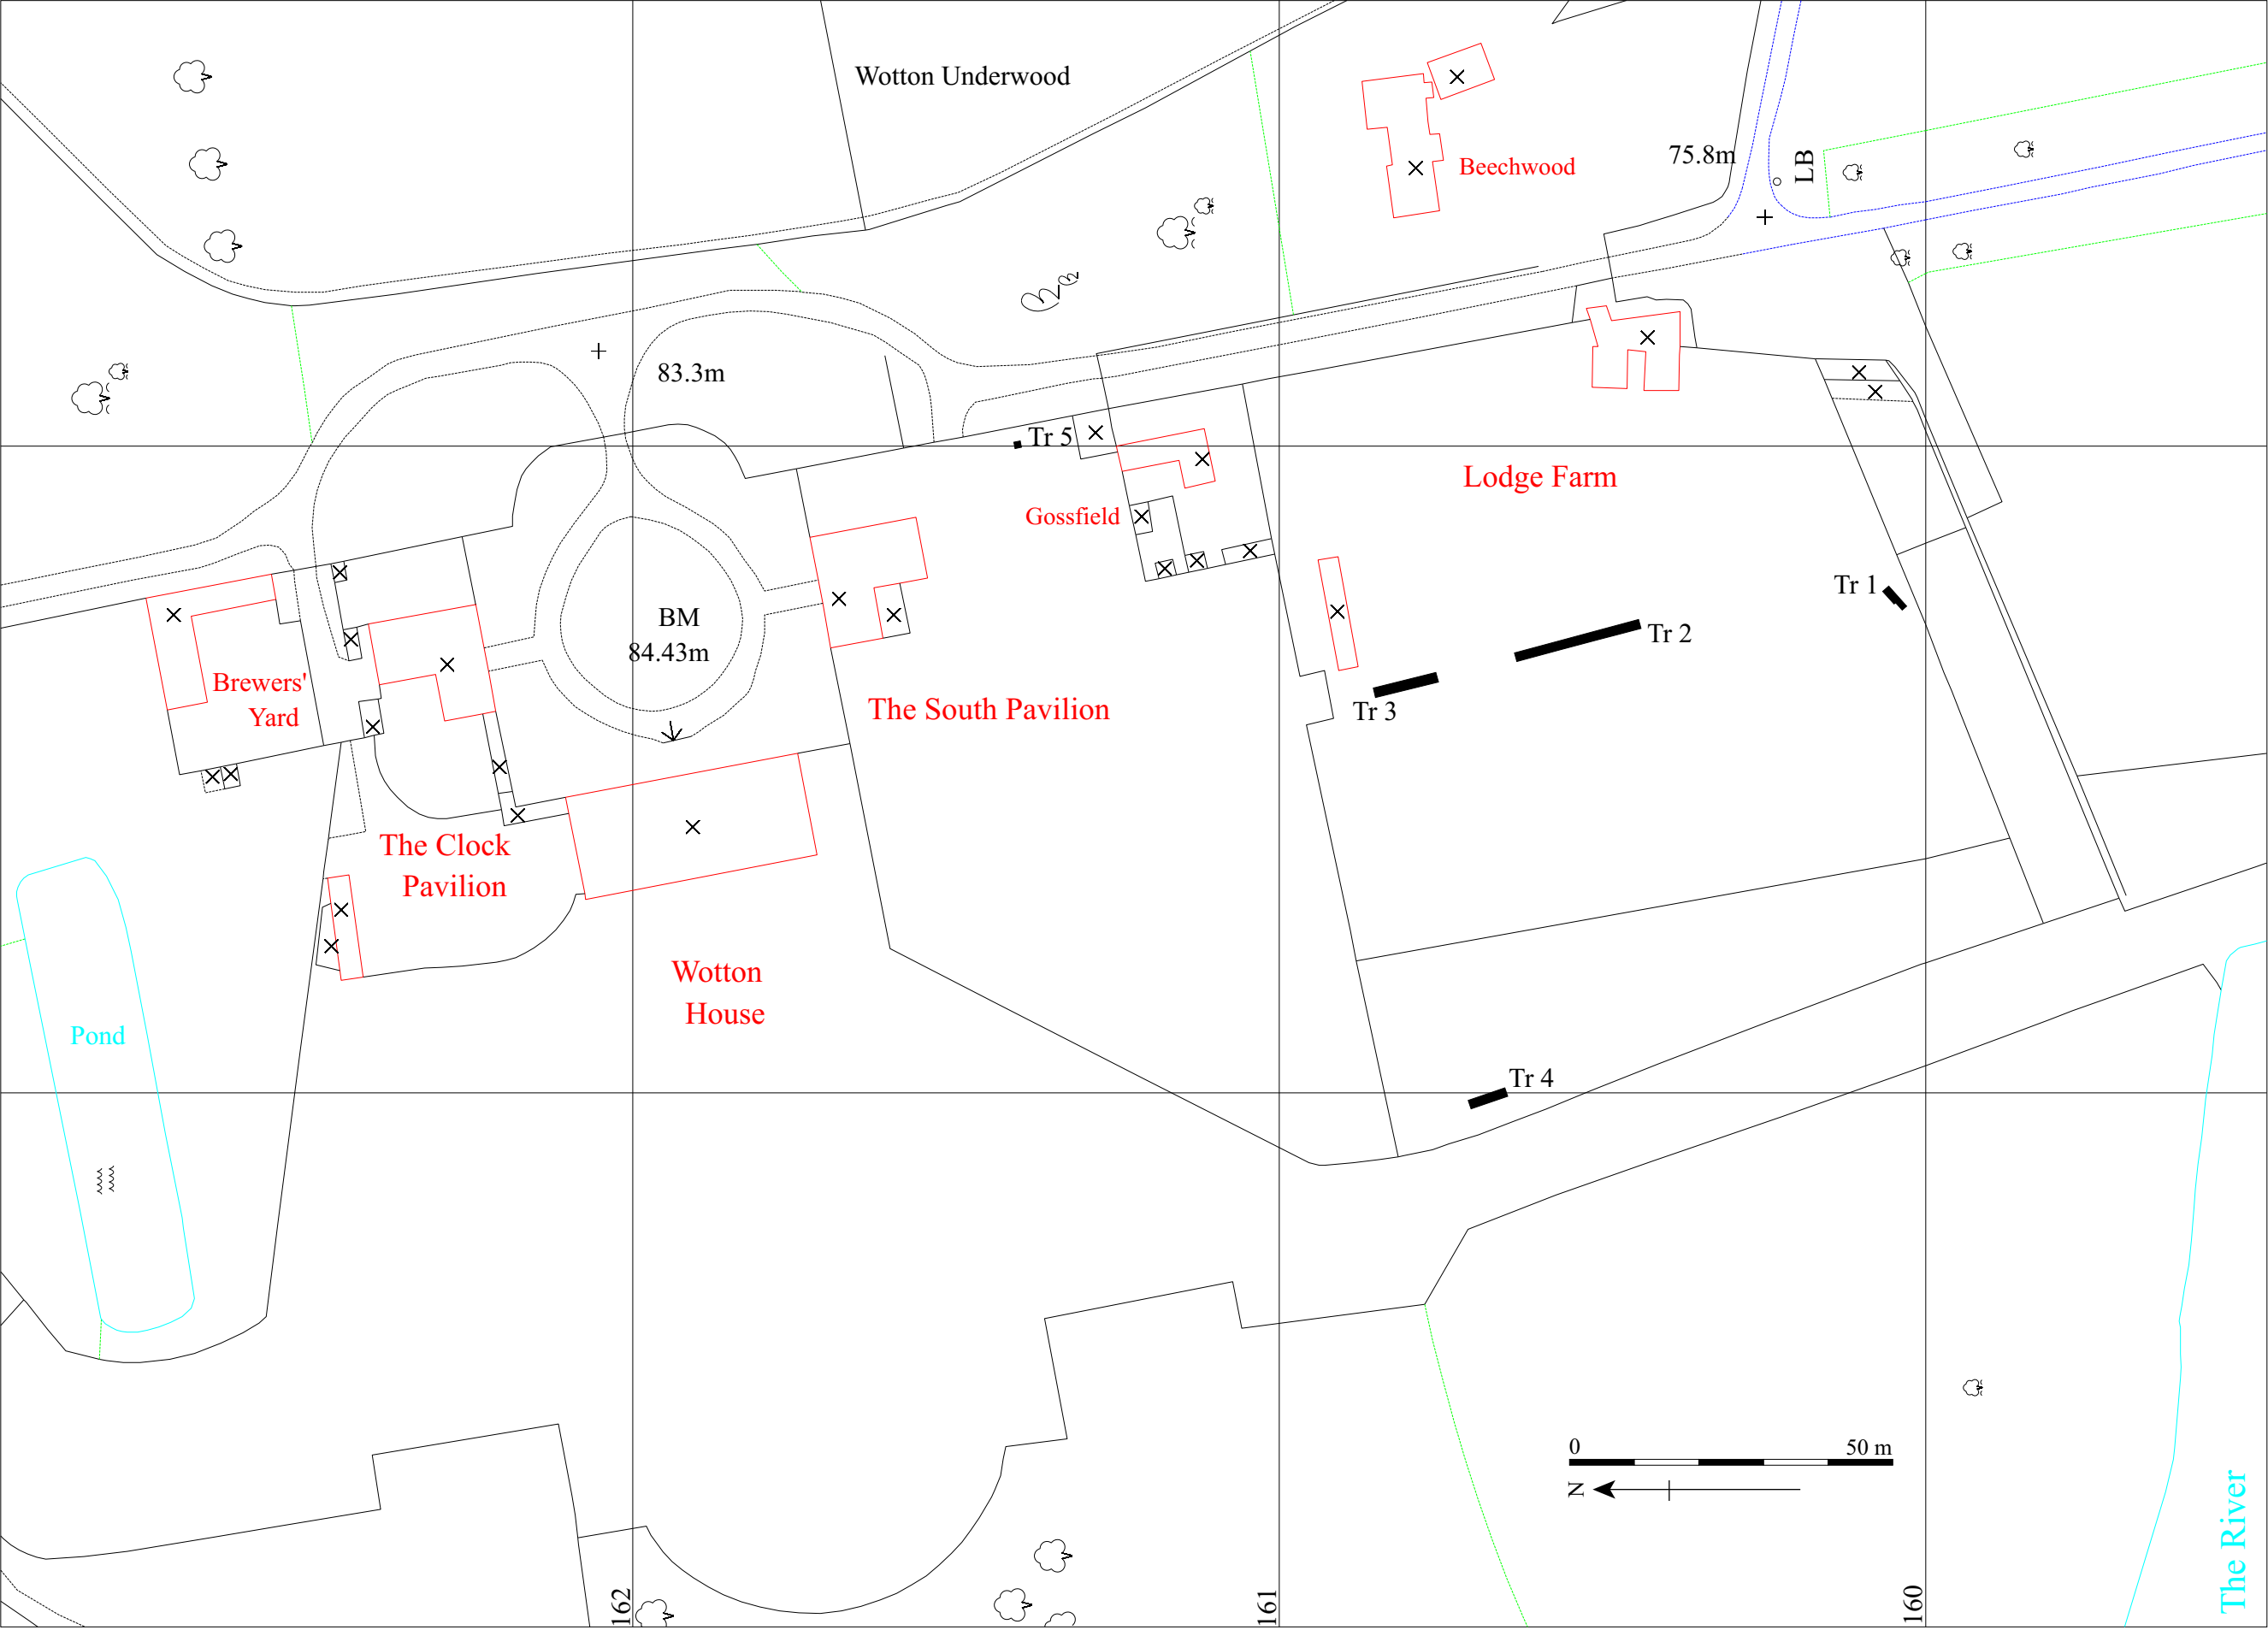 Wotton Underwood
Beechwood
75.8m
LB
83.3m
Tr 5
Lodge Farm
Gossfield
Tr 1
BM
84.43m
Tr 2
Brewers'
Yard
The South Pavilion
Tr 3
The Clock
Pavilion
Wotton
House
Pond
Tr 4
0 50 m
N
The River
162
161
160